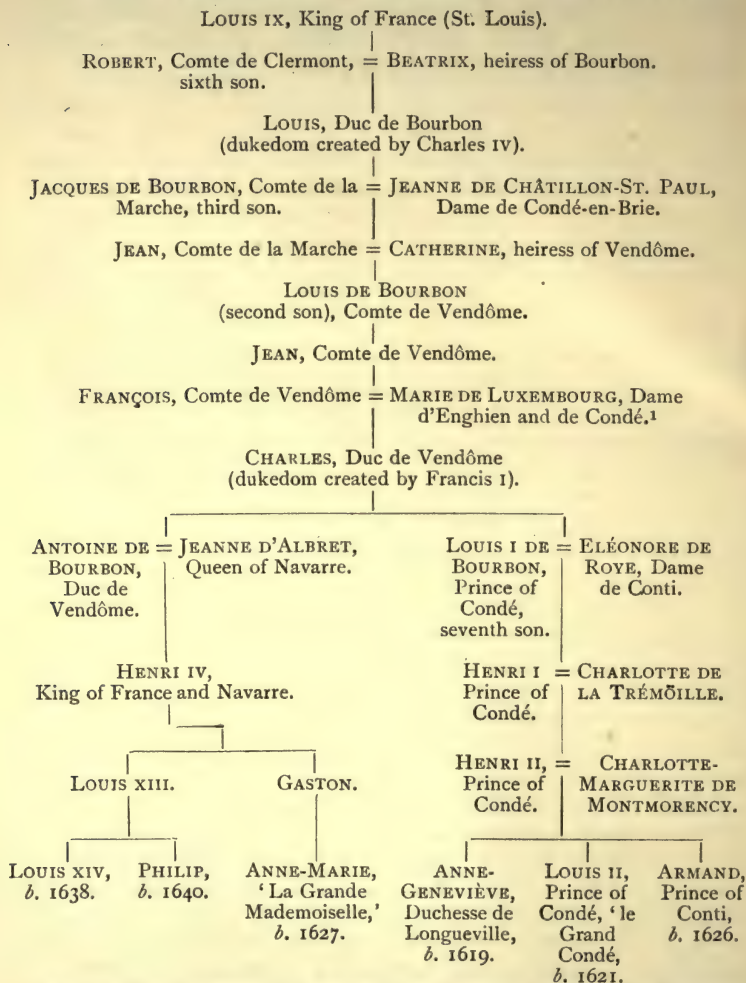 LOUIS IX, King of France (St. Louis).
ROBERT, Comte de Clermont, = BEATRIX, heiress of Bourbon.
sixth son.
LOUIS, Duc de Bourbon
(dukedom created by Charles IV).
JACQUES DE BOURBON, Comte de la = JEANNE DE CHÂTILLON-ST. PAUL,
Marche, third son. Dame de Condé-en-Brie.
JEAN, Comte de la Marche = CATHERINE, heiress of Vendôme.
LOUIS DE BOURBON
(second son), Comte de Vendôme.
JEAN, Comte de Vendôme.
FRANÇOIS, Comte de Vendôme = MARIE DE LUXEMBOURG, Dame
d'Enghien and de Condé.¹
CHARLES, Duc de Vendôme
(dukedom created by Francis I).
ANTOINE DE = JEANNE D'ALBRET,
BOURBON, Queen of Navarre.
Duc de
Vendôme.
LOUIS I DE = ELÉONORE DE
BOURBON, ROYE, Dame
Prince of de Conti.
Condé,
seventh son.
HENRI IV,
King of France and Navarre.
HENRI I = CHARLOTTE DE
Prince of LA TRÉMÕILLE.
Condé.
LOUIS XIII. GASTON.
HENRI II, = CHARLOTTE-
Prince of MARGUERITE DE
Condé. MONTMORENCY.
LOUIS XIV,
b. 1638.
PHILIP,
b. 1640.
ANNE-MARIE,
'La Grande
Mademoiselle,'
b. 1627.
ANNE-
GENEVIÈVE,
Duchesse de
Longueville,
b. 1619.
LOUIS II,
Prince of
Condé, 'le
Grand
Condé,
b. 1621.
ARMAND,
Prince of
Conti,
b. 1626.